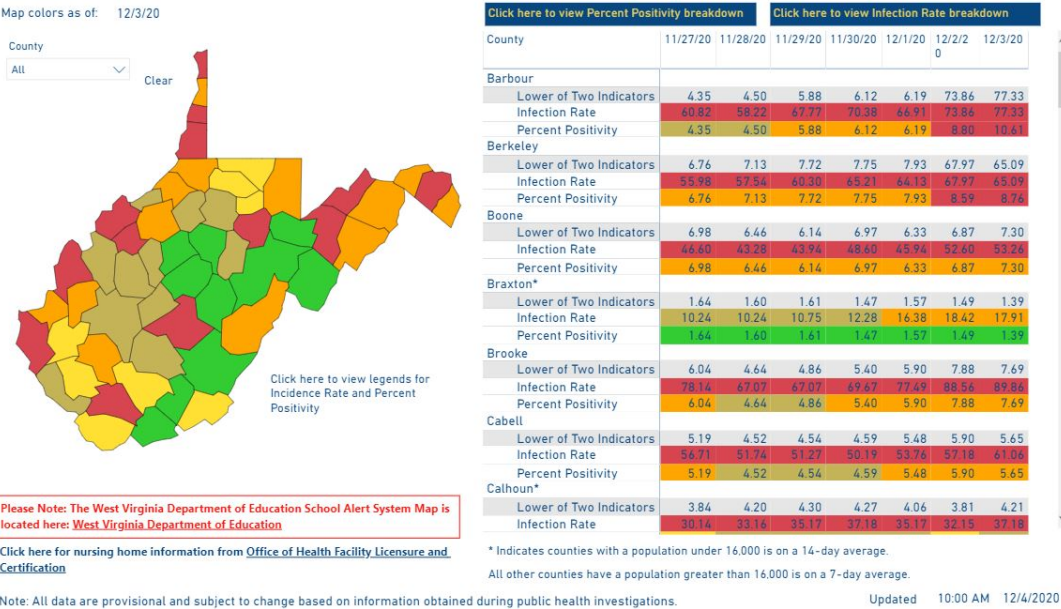 Map colors as of: 12/3/20
County
All
Clear
Click here to view legends for
Incidence Rate and Percent
Positivity
Please Note: The West Virginia Department of Education School Alert System Map is
located here: West Virginia Department of Education
Click here for nursing home information from Office of Health Facility Licensure and
Certification
Click here to view Percent Positivity breakdown
Click here to view Infection Rate breakdown
County 11/27/20 11/28/20 11/29/20 11/30/20 12/1/20 12/2/2 12/3/20
0
Barbour
Lower of Two Indicators 4.35 4.50 5.88 6.12 6.19 73.86 77.33
Infection Rate 60.82 58.22 67.77 70.38 66.91 73.86 77.33
Percent Positivity 4.35 4.50 5.88 6.12 6.19 8.80 10.61
Berkeley
Lower of Two Indicators 6.76 7.13 7.72 7.75 7.93 67.97 65.09
Infection Rate 55.98 57.54 60.30 65.21 64.13 67.97 65.09
Percent Positivity 6.76 7.13 7.72 7.75 7.93 8.59 8.76
Boone
Lower of Two Indicators 6.98 6.46 6.14 6.97 6.33 6.87 7.30
Infection Rate 46.60 43.28 43.94 48.60 45.94 52.60 53.26
Percent Positivity 6.98 6.46 6.14 6.97 6.33 6.87 7.30
Braxton*
Lower of Two Indicators 1.64 1.60 1.61 1.47 1.57 1.49 1.39
Infection Rate 10.24 10.24 10.75 12.28 16.38 18.42 17.91
Percent Positivity 1.64 1.60 1.61 1.47 1.57 1.49 1.39
Brooke
Lower of Two Indicators 6.04 4.64 4.86 5.40 5.90 7.88 7.69
Infection Rate 78.14 67.07 67.07 69.67 77.49 88.56 89.86
Percent Positivity 6.04 4.64 4.86 5.40 5.90 7.88 7.69
Cabell
Lower of Two Indicators 5.19 4.52 4.54 4.59 5.48 5.90 5.65
Infection Rate 56.71 51.74 51.27 50.19 53.76 57.18 61.06
Percent Positivity 5.19 4.52 4.54 4.59 5.48 5.90 5.65
Calhoun*
Lower of Two Indicators 3.84 4.20 4.30 4.27 4.06 3.81 4.21
Infection Rate 30.14 33.16 35.17 37.18 35.17 32.15 37.18
* Indicates counties with a population under 16,000 is on a 14-day average.
All other counties have a population greater than 16,000 is on a 7-day average.
Note: All data are provisional and subject to change based on information obtained during public health investigations.
Updated 10:00 AM 12/4/2020